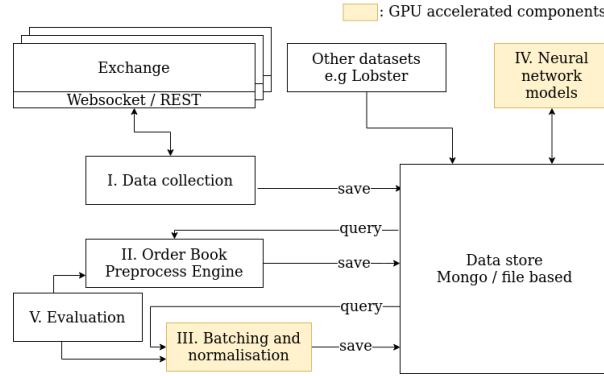 : GPU accelerated components
Exchange
Websocket / REST
Other datasets
e.g Lobster
IV. Neural
network
models
I. Data collection
save
query
II. Order Book
Preprocess Engine
save
Data store
Mongo / file based
query
V. Evaluation
III. Batching and
normalisation
save